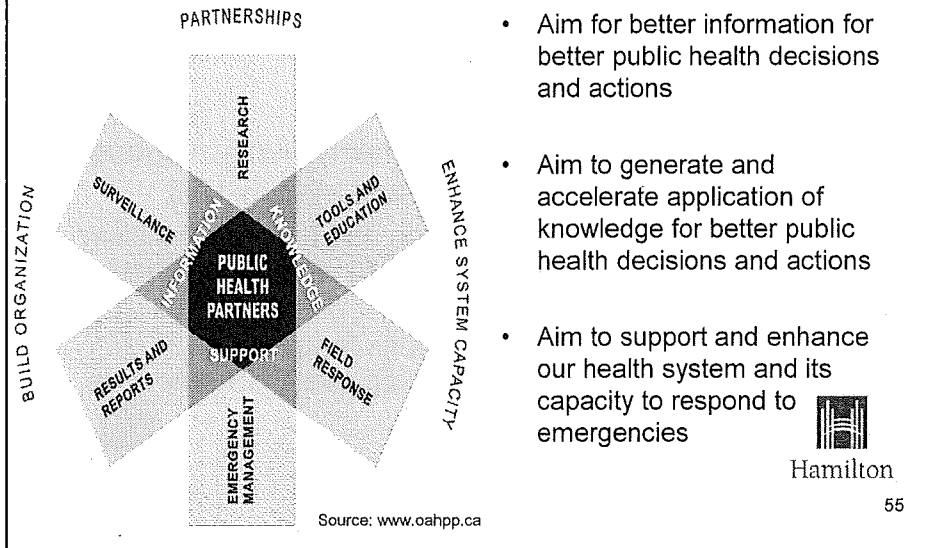 PARTNERSHIPS
BUILD ORGANIZATION
ENHANCE SYSTEM CAPACITY
RESEARCH
SURVEILLANCE
TOOLS AND
EDUCATION
INFORMATION
KNOWLEDGE
PUBLIC
HEALTH
PARTNERS
SUPPORT
RESULTS AND
REPORTS
FIELD
RESPONSE
EMERGENCY
MANAGEMENT
Source: www.oahpp.ca
• Aim for better information for
better public health decisions
and actions
• Aim to generate and
accelerate application of
knowledge for better public
health decisions and actions
• Aim to support and enhance
our health system and its
capacity to respond to
emergencies
Hamilton
55